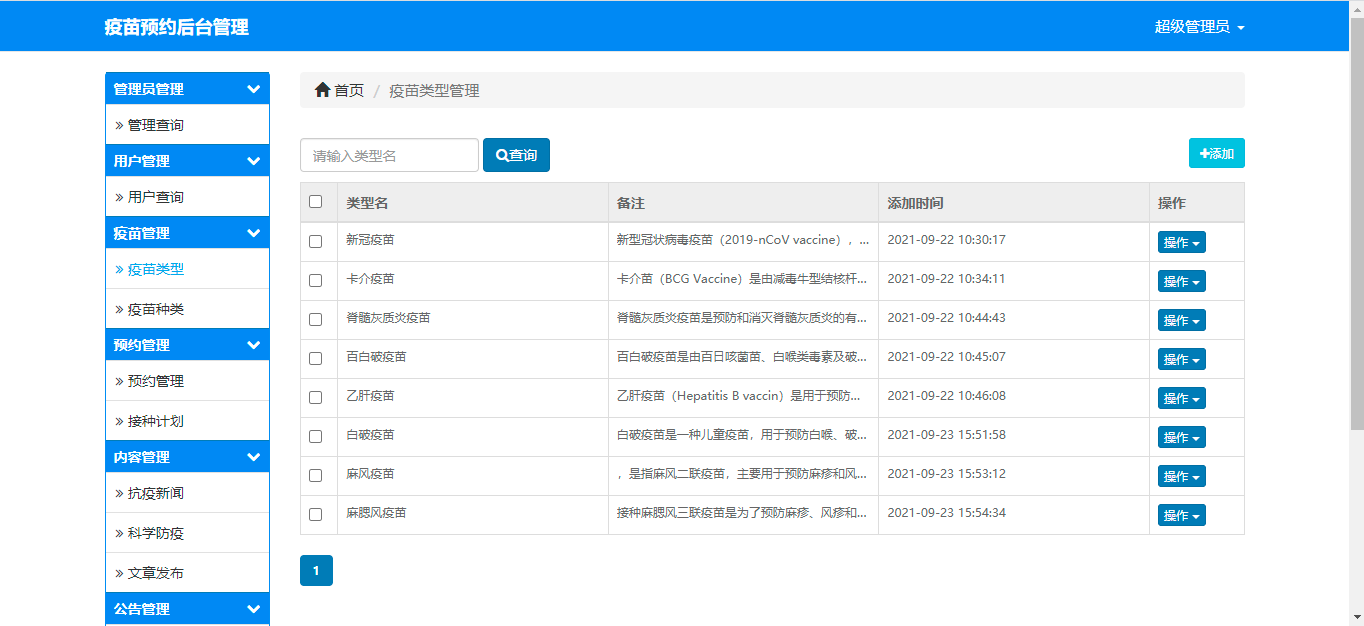 疫苗预约后台管理
超级管理员
管理员管理
» 管理查询
用户管理
» 用户查询
疫苗管理
» 疫苗类型
» 疫苗种类
预约管理
» 预约管理
» 接种计划
内容管理
» 抗疫新闻
» 科学防疫
» 文章发布
公告管理
首页 / 疫苗类型管理
请输入类型名 查询 添加
类型名 备注 添加时间 操作
新冠疫苗 新型冠状病毒疫苗（2019-nCoV vaccine），... 2021-09-22 10:30:17 操作
卡介疫苗 卡介苗（BCG Vaccine）是由减毒牛型结核杆... 2021-09-22 10:34:11 操作
脊髓灰质炎疫苗 脊髓灰质炎疫苗是预防和消灭脊髓灰质炎的有... 2021-09-22 10:44:43 操作
百白破疫苗 百白破疫苗是由百日咳菌苗、白喉类毒素及破... 2021-09-22 10:45:07 操作
乙肝疫苗 乙肝疫苗（Hepatitis B vaccin）是用于预防... 2021-09-22 10:46:08 操作
白破疫苗 白破疫苗是一种儿童疫苗，用于预防白喉、破... 2021-09-23 15:51:58 操作
麻风疫苗 ，是指麻风二联疫苗，主要用于预防麻疹和风... 2021-09-23 15:53:12 操作
麻腮风疫苗 接种麻腮风三联疫苗是为了预防麻疹、风疹和... 2021-09-23 15:54:34 操作
1